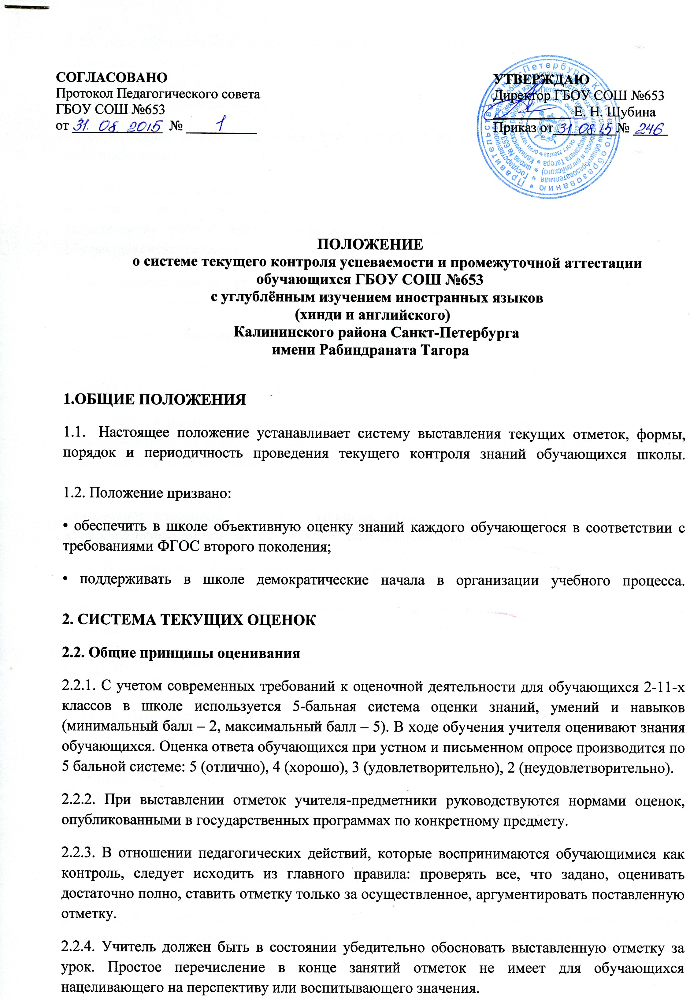 СОГЛАСОВАНО
Протокол Педагогического совета
ГБОУ СОШ №653
от 31. 08. 2015 № 1
УТВЕРЖДАЮ
Директор ГБОУ СОШ №653
Е. Н. Шубина
Приказ от 31.08.15 № 246
ПОЛОЖЕНИЕ
о системе текущего контроля успеваемости и промежуточной аттестации
обучающихся ГБОУ СОШ №653
с углублённым изучением иностранных языков
(хинди и английского)
Калининского района Санкт-Петербурга
имени Рабиндраната Тагора
1.ОБЩИЕ ПОЛОЖЕНИЯ
1.1. Настоящее положение устанавливает систему выставления текущих отметок, формы,
порядок и периодичность проведения текущего контроля знаний обучающихся школы.
1.2. Положение призвано:
• обеспечить в школе объективную оценку знаний каждого обучающегося в соответствии с
требованиями ФГОС второго поколения;
• поддерживать в школе демократические начала в организации учебного процесса.
2. СИСТЕМА ТЕКУЩИХ ОЦЕНОК
2.2. Общие принципы оценивания
2.2.1. С учетом современных требований к оценочной деятельности для обучающихся 2-11-х
классов в школе используется 5-бальная система оценки знаний, умений и навыков
(минимальный балл – 2, максимальный балл – 5). В ходе обучения учителя оценивают знания
обучающихся. Оценка ответа обучающихся при устном и письменном опросе производится по
5 бальной системе: 5 (отлично), 4 (хорошо), 3 (удовлетворительно), 2 (неудовлетворительно).
2.2.2. При выставлении отметок учителя-предметники руководствуются нормами оценок,
опубликованными в государственных программах по конкретному предмету.
2.2.3. В отношении педагогических действий, которые воспринимаются обучающимися как
контроль, следует исходить из главного правила: проверять все, что задано, оценивать
достаточно полно, ставить отметку только за осуществленное, аргументировать поставленную
отметку.
2.2.4. Учитель должен быть в состоянии убедительно обосновать выставленную отметку за
урок. Простое перечисление в конце занятий отметок не имеет для обучающихся
нацеливающего на перспективу или воспитывающего значения.